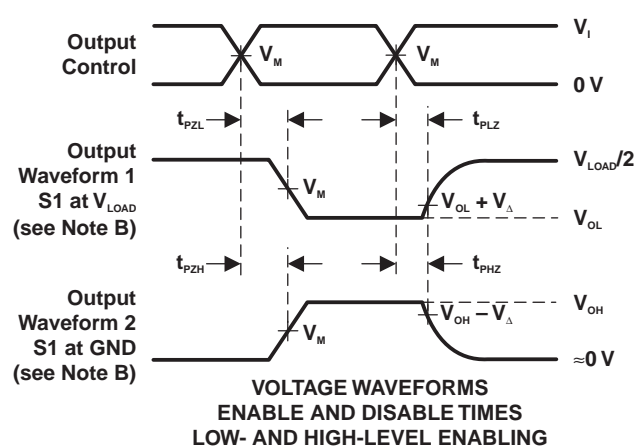 Output
Control
V_M
V_M
V_I
0 V
t_PZL
t_PLZ
Output
Waveform 1
S1 at V_LOAD
(see Note B)
V_M
V_OL + V_Δ
V_LOAD/2
V_OL
t_PZH
t_PHZ
Output
Waveform 2
S1 at GND
(see Note B)
V_M
V_OH – V_Δ
V_OH
≈0 V
VOLTAGE WAVEFORMS
ENABLE AND DISABLE TIMES
LOW- AND HIGH-LEVEL ENABLING